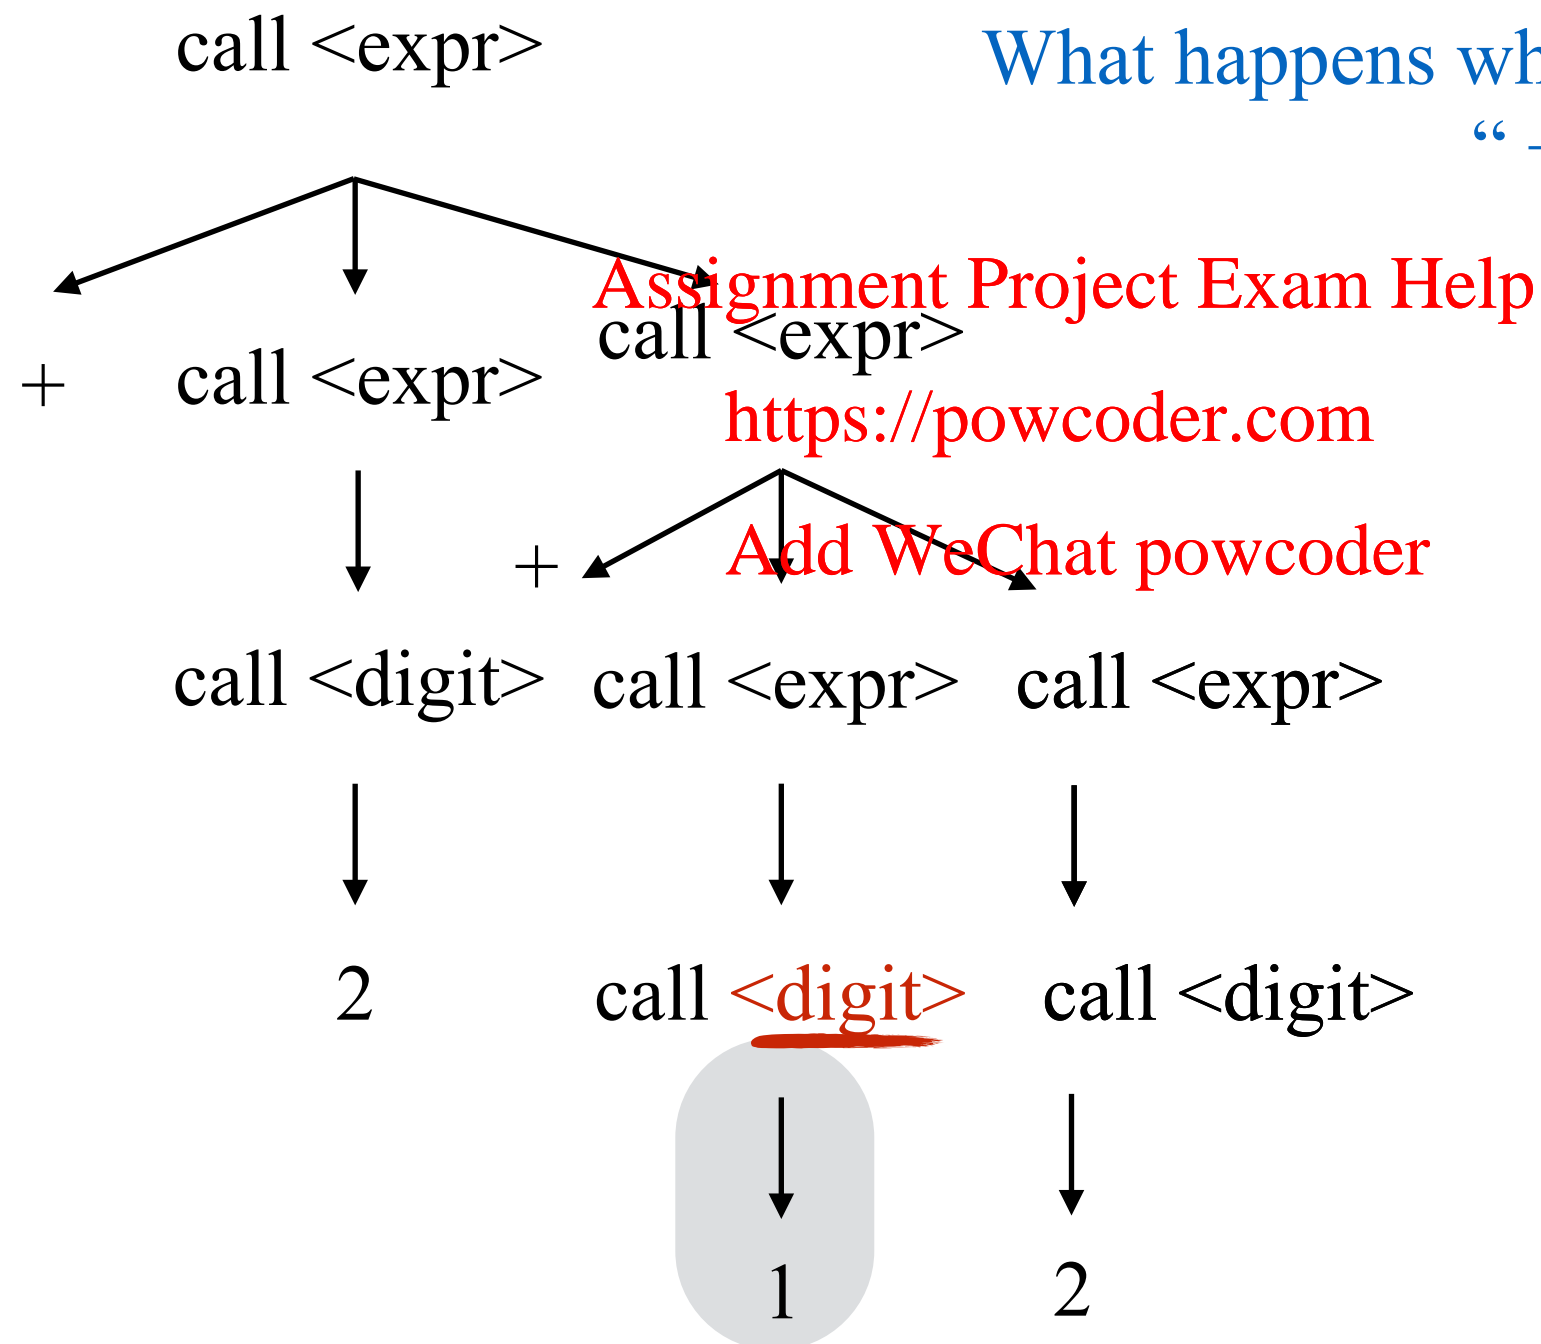 call <expr>
What happens
“
Assignment Project Exam Help
call <expr>
+ call <expr>
https://powcoder.com
+
Add WeChat powcoder
call <digit> call <expr> call <expr>
2 call <digit> call <digit>
1 2